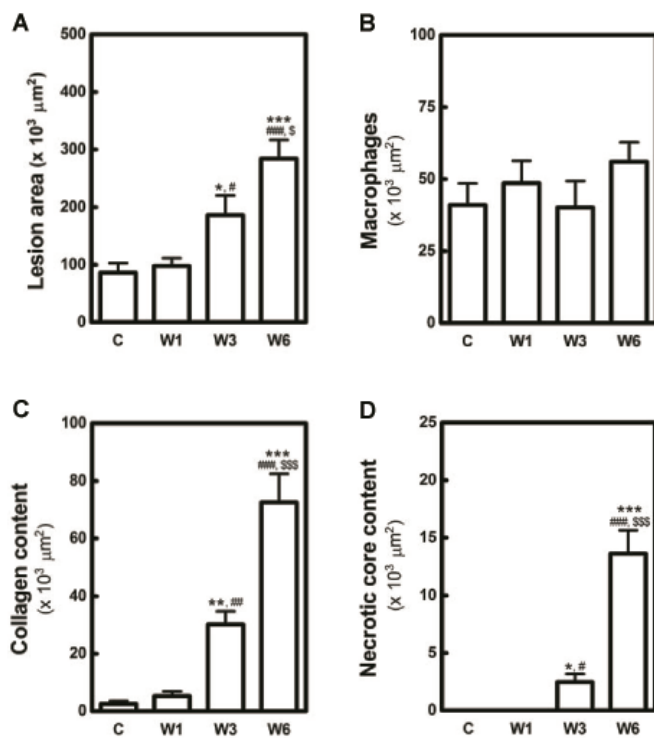 A
Lesion area (x 10³ µm²)
500
400
300
200
100
0
*, #
***
###, $
C W1 W3 W6
B
Macrophages
(x 10³ µm²)
100
75
50
25
0
C W1 W3 W6
C
Collagen content
(x 10³ µm²)
100
80
60
40
20
0
**, ##
***
###, $$$
C W1 W3 W6
D
Necrotic core content
(x 10³ µm²)
25
20
15
10
5
0
*, #
***
###, $$$
C W1 W3 W6